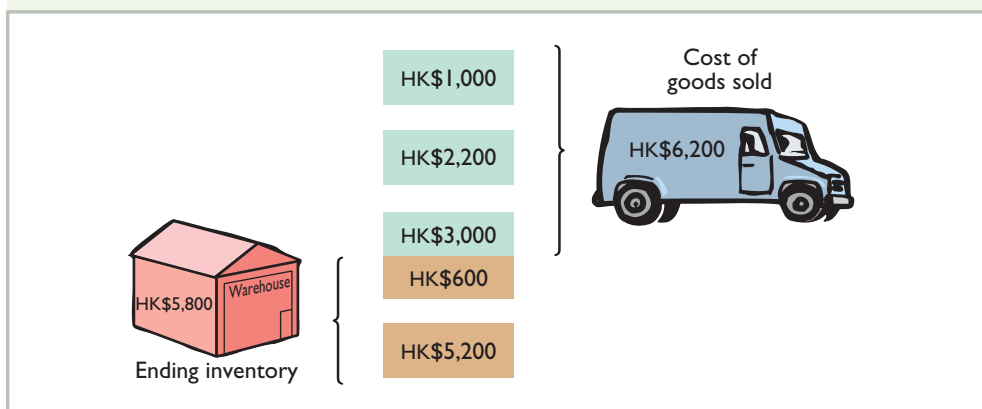 HK$1,000
Cost of
goods sold
HK$2,200
HK$6,200
HK$3,000
HK$600
Warehouse
HK$5,800
HK$5,200
Ending inventory